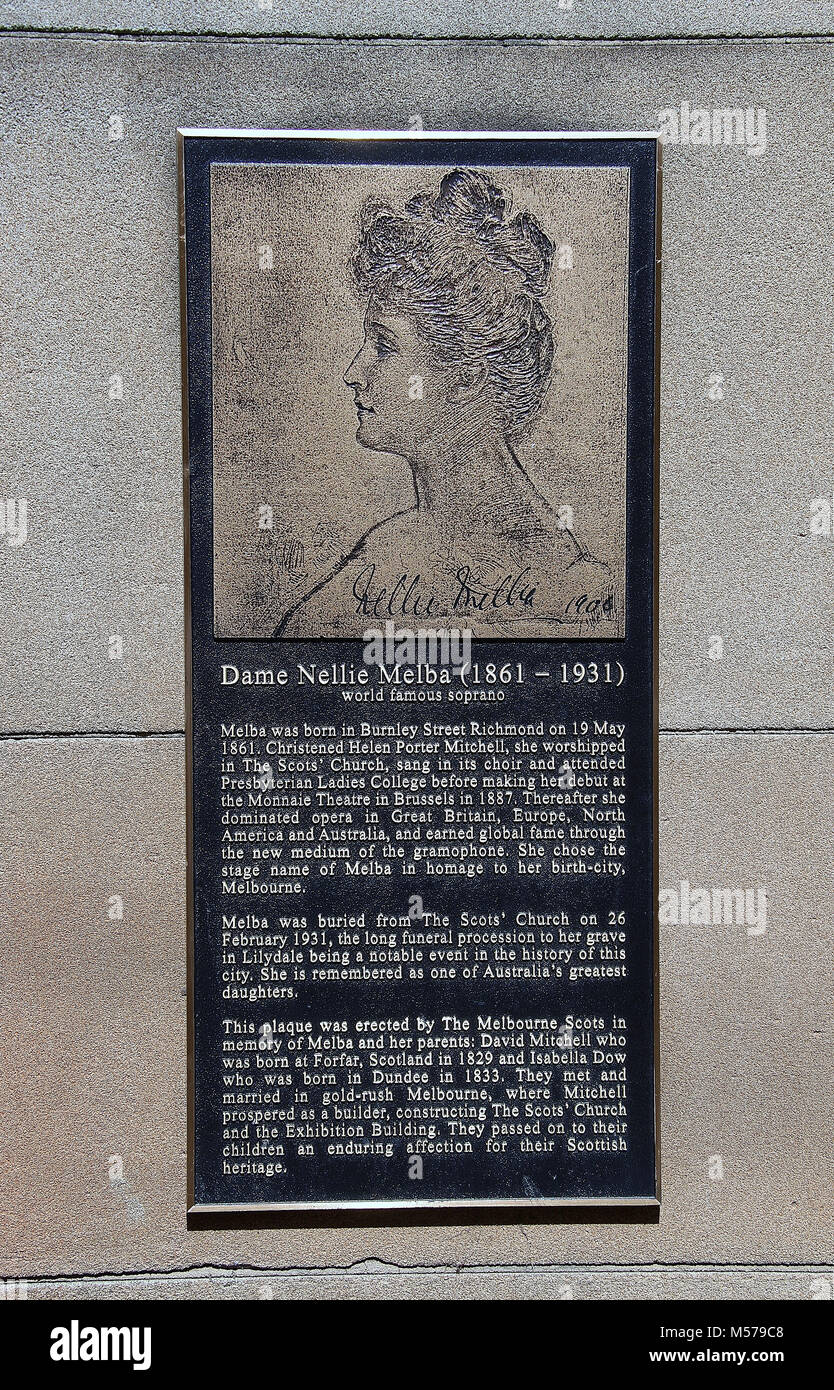 alamy
alamy
Nellie Melba
Dame Nellie Melba (1861 – 1931)
world famous soprano
Melba was born in Burnley Street Richmond on 19 May
1861. Christened Helen Porter Mitchell, she worshipped
in The Scots' Church, sang in its choir and attended
Presbyterian Ladies College before making her debut at
the Monnaie Theatre in Brussels in 1887. Thereafter she
dominated opera in Great Britain, Europe, North
America and Australia, and earned global fame through
the new medium of the gramophone. She chose the
stage name of Melba in homage to her birth-city,
Melbourne.
Melba was buried from The Scots' Church on 26
February 1931, the long funeral procession to her grave
in Lilydale being a notable event in the history of this
city. She is remembered as one of Australia's greatest
daughters.
This plaque was erected by The Melbourne Scots in
memory of Melba and her parents: David Mitchell who
was born at Forfar, Scotland in 1829 and Isabella Dow
who was born in Dundee in 1833. They met and
married in gold-rush Melbourne, where Mitchell
prospered as a builder, constructing The Scots' Church
and the Exhibition Building. They passed on to their
children an enduring affection for their Scottish
heritage.
alamy
alamy
Image ID: M579C8
www.alamy.com